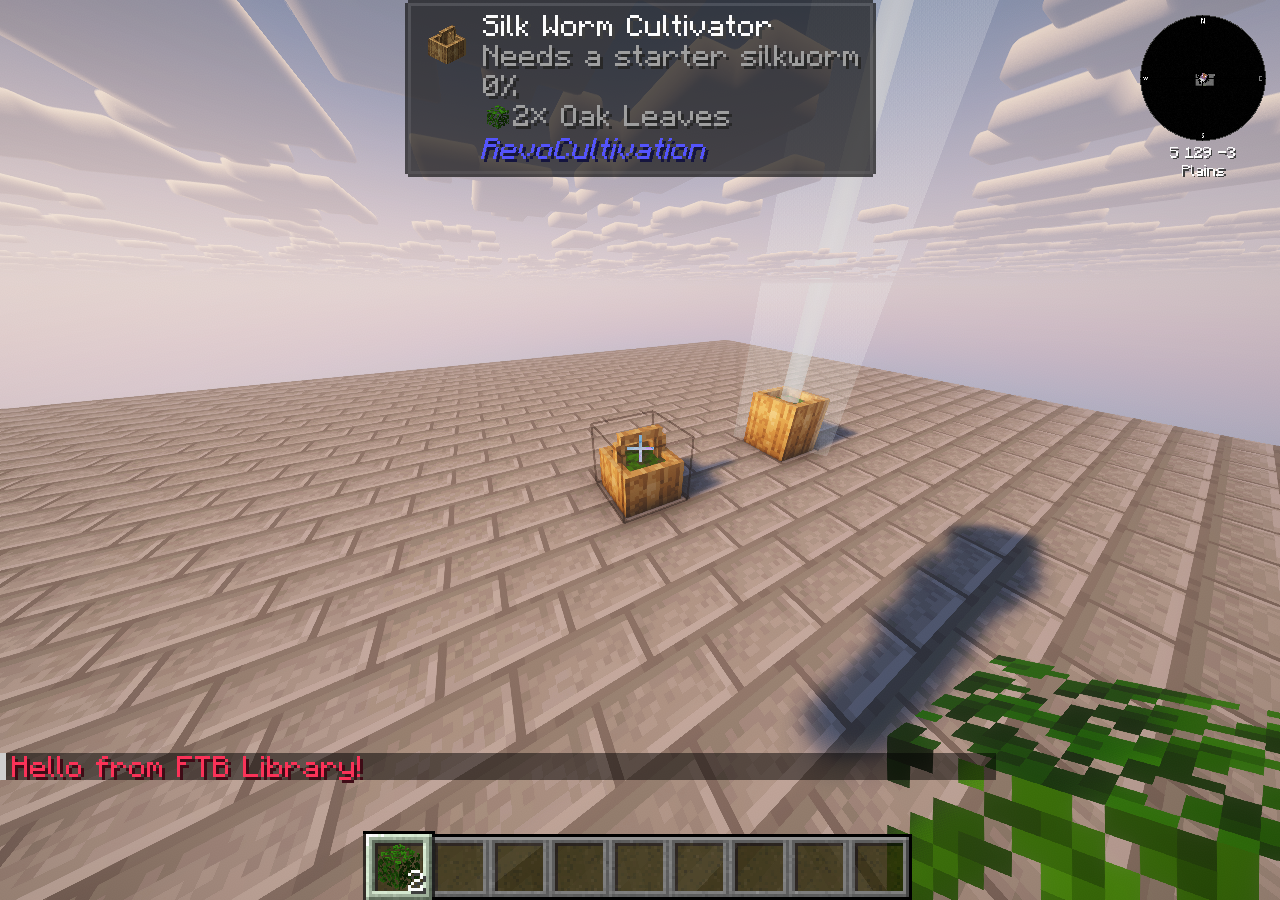 Silk Worm Cultivator
Needs a starter silkworm
0%
2× Oak Leaves
RevoCultivation
N
W
E
S
5 129 -3
Plains
Hello from FTB Library!
2